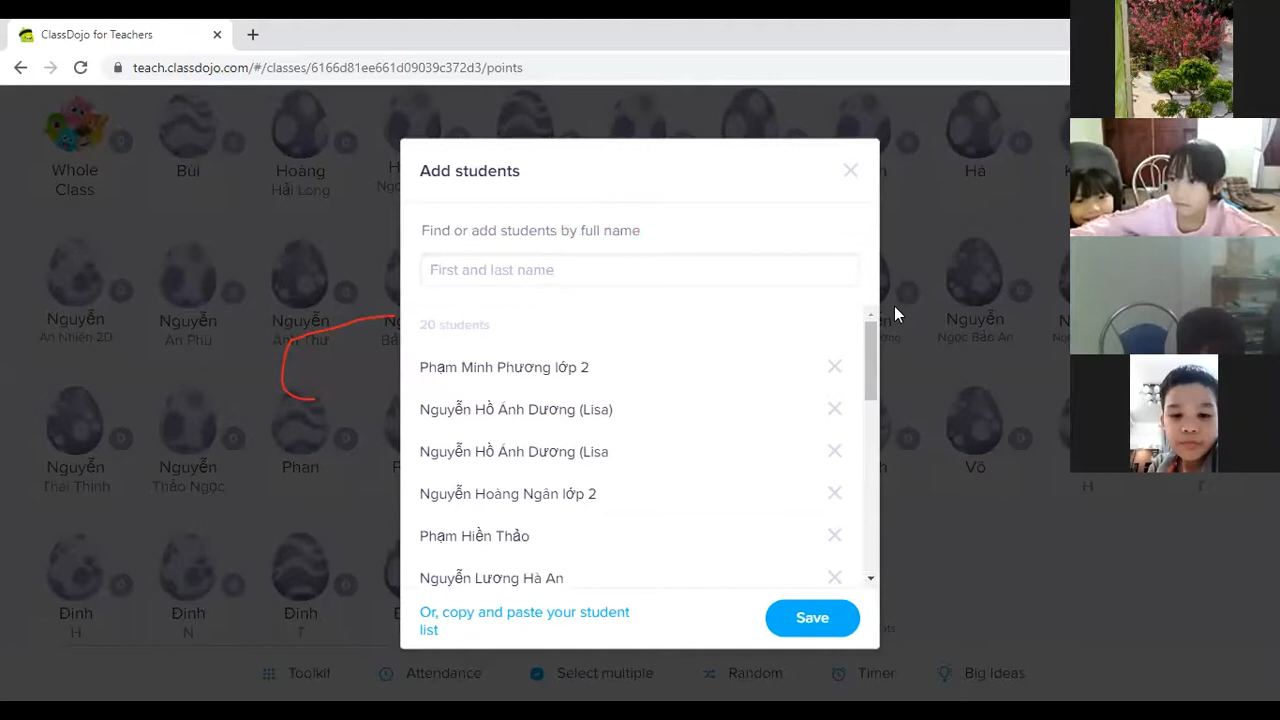 ClassDojo for Teachers
teach.classdojo.com/#/classes/6166d81ee661d09039c372d3/points
Whole Class
Bùi
Hoàng
Hải Long
Hà
Add students
Find or add students by full name
First and last name
20 students
Phạm Minh Phương lớp 2
Nguyễn Hồ Ánh Dương (Lisa)
Nguyễn Hồ Ánh Dương (Lisa
Nguyễn Hoàng Ngân lớp 2
Phạm Hiền Thảo
Nguyễn Lương Hà An
Or, copy and paste your student
list
Save
Nguyễn
An Nhiên 2D
Nguyễn
An Phú
Nguyễn
Anh Thư
Nguyễn
Ngọc Bảo An
Nguyễn
Thái Thịnh
Nguyễn
Thảo Ngọc
Phan
Võ
H
T
Đinh
H
Đinh
N
Đinh
T
Toolkit
Attendance
Select multiple
Random
Timer
Big Ideas